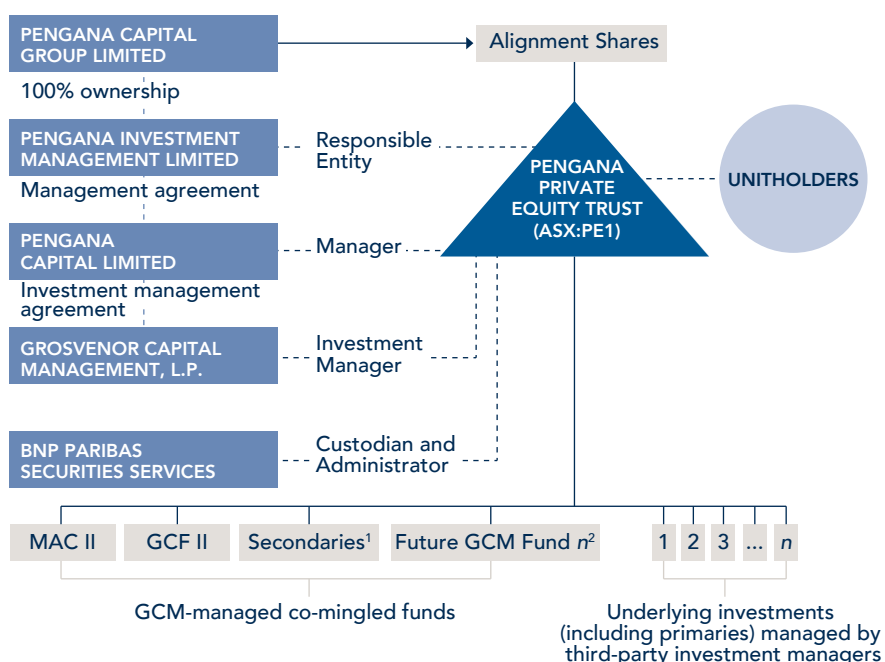 PENGANA CAPITAL
GROUP LIMITED
Alignment Shares
100% ownership
PENGANA INVESTMENT
MANAGEMENT LIMITED
Responsible
Entity
PENGANA
PRIVATE
EQUITY TRUST
(ASX:PE1)
UNITHOLDERS
Management agreement
PENGANA
CAPITAL LIMITED
Manager
Investment management
agreement
GROSVENOR CAPITAL
MANAGEMENT, L.P.
Investment
Manager
BNP PARIBAS
SECURITIES SERVICES
Custodian and
Administrator
MAC II
GCF II
Secondaries¹
Future GCM Fund n²
1
2
3
...
n
GCM-managed co-mingled funds
Underlying investments
(including primaries) managed by
third-party investment managers